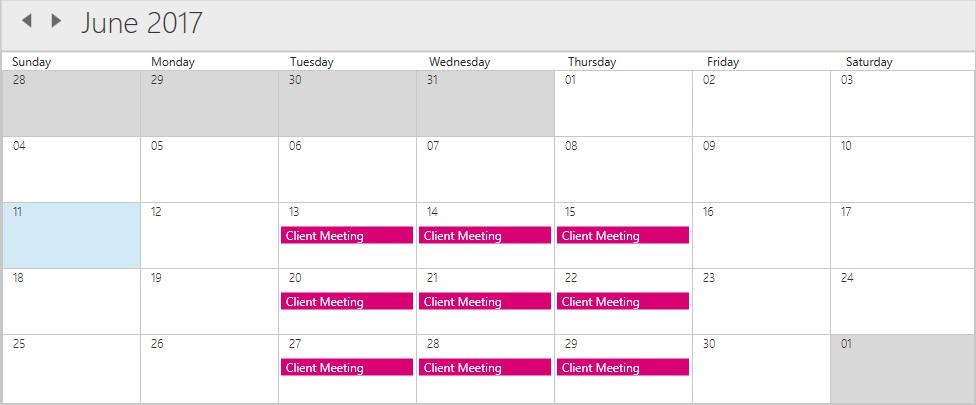 June 2017
Sunday Monday Tuesday Wednesday Thursday Friday Saturday
28 29 30 31 01 02 03
04 05 06 07 08 09 10
11 12 13 14 15 16 17
Client Meeting Client Meeting Client Meeting
18 19 20 21 22 23 24
Client Meeting Client Meeting Client Meeting
25 26 27 28 29 30 01
Client Meeting Client Meeting Client Meeting